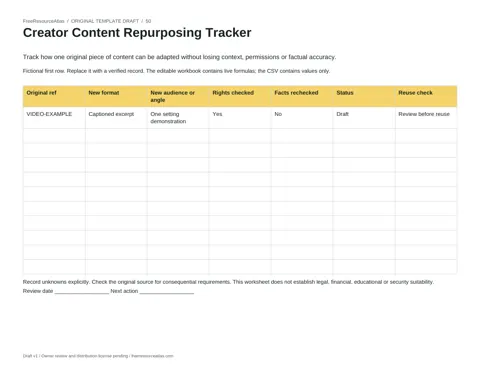 FreeResourceAtlas / ORIGINAL TEMPLATE DRAFT / 50
Creator Content Repurposing Tracker
Track how one original piece of content can be adapted without losing context, permissions or factual accuracy.
Fictional first row. Replace it with a verified record. The editable workbook contains live formulas; the CSV contains values only.
Original ref New format New audience or angle Rights checked Facts rechecked Status Reuse check
VIDEO-EXAMPLE Captioned excerpt One setting demonstration Yes No Draft Review before reuse
Record unknowns explicitly. Check the original source for consequential requirements. This worksheet does not establish legal, financial, educational or security suitability.
Review date ____________________ Next action ____________________
Draft v1 / Owner review and distribution license pending / freeresourceatlas.com